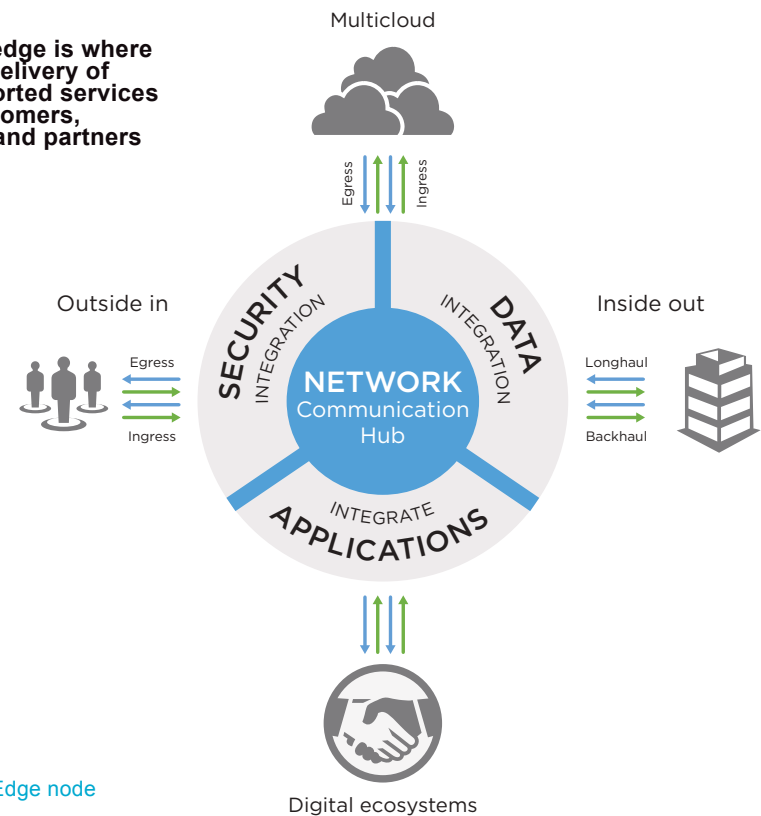 Multicloud
edge is where
elivery of
orted services
omers,
and partners
Egress
Ingress
Outside in
Inside out
SECURITY
INTEGRATION
DATA
INTEGRATION
Egress
Ingress
NETWORK
Communication
Hub
Longhaul
Backhaul
INTEGRATE
APPLICATIONS
Edge node
Digital ecosystems